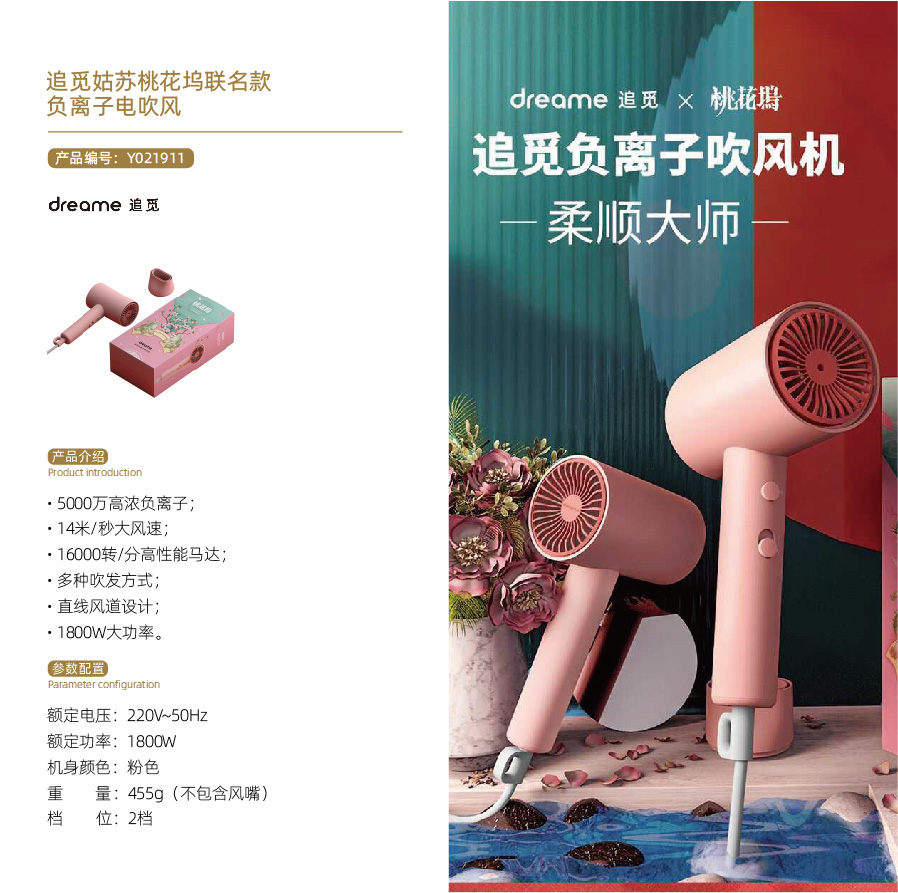 追觅姑苏桃花坞联名款
负离子电吹风
产品编号：Y021911
dreame 追觅
产品介绍
Product introduction
· 5000万高浓负离子；
· 14米/秒大风速；
· 16000转/分高性能马达；
· 多种吹发方式；
· 直线风道设计；
· 1800W大功率。
参数配置
Parameter configuration
额定电压：220V~50Hz
额定功率：1800W
机身颜色：粉色
重 量：455g（不包含风嘴）
档 位：2档
dreame 追觅 × 桃花坞
追觅负离子吹风机
— 柔顺大师 —